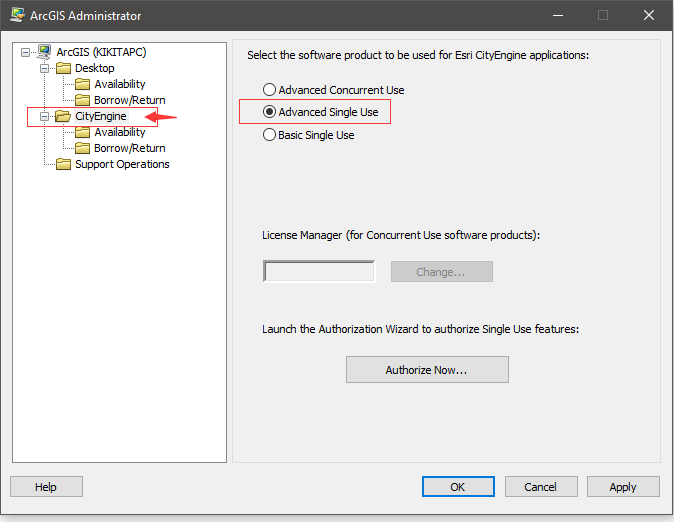 ArcGIS Administrator
ArcGIS (KIKITAPC)
Desktop
Availability
Borrow/Return
CityEngine
Availability
Borrow/Return
Support Operations
Select the software product to be used for Esri CityEngine applications:
Advanced Concurrent Use
Advanced Single Use
Basic Single Use
License Manager (for Concurrent Use software products):
Change...
Launch the Authorization Wizard to authorize Single Use features:
Authorize Now...
Help
OK
Cancel
Apply